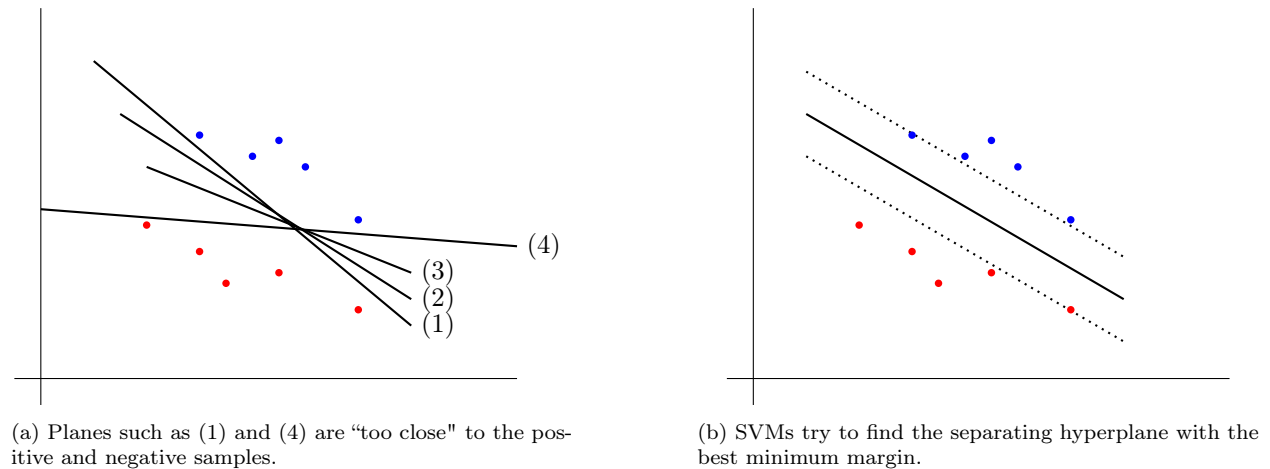 (4)
(3)
(2)
(1)
(a) Planes such as (1) and (4) are “too close" to the pos-
itive and negative samples.
(b) SVMs try to find the separating hyperplane with the
best minimum margin.